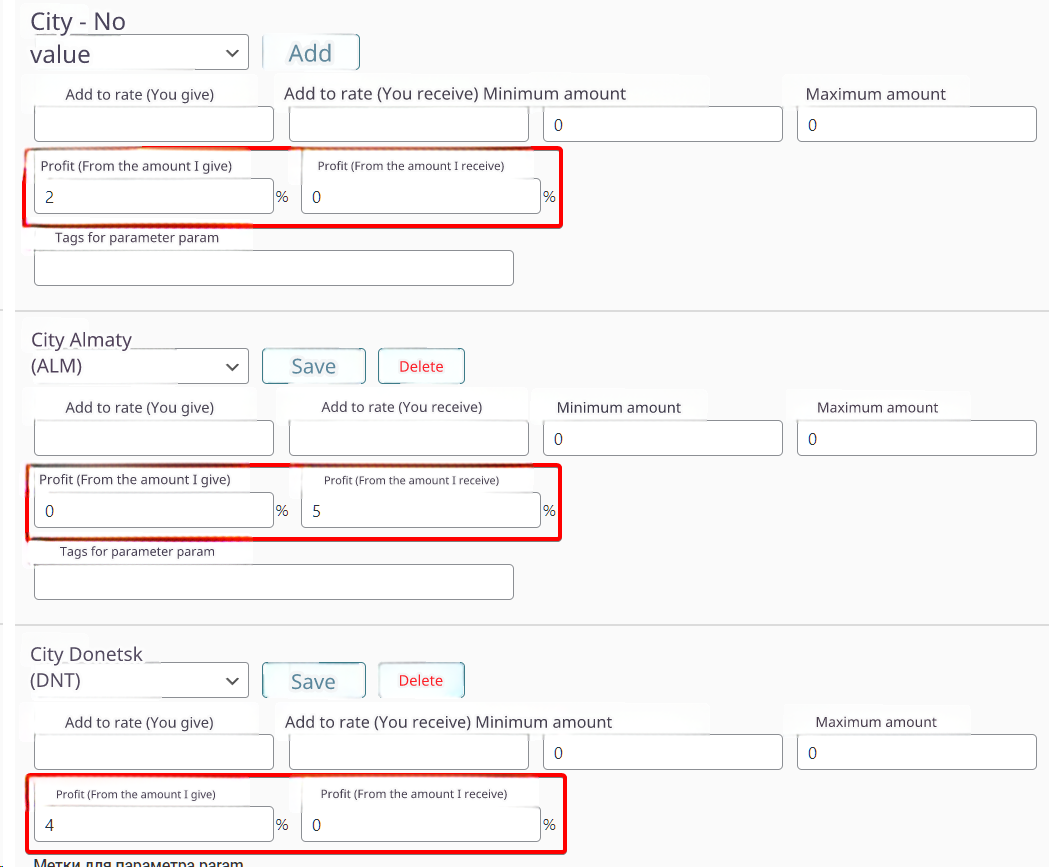 City - No
value
Add
Add to rate (You give)
Add to rate (You receive) Minimum amount
Maximum amount
0
0
Profit (From the amount I give)
Profit (From the amount I receive)
2 %
0 %
Tags for parameter param
City Almaty
(ALM)
Save
Delete
Add to rate (You give)
Add to rate (You receive)
Minimum amount
Maximum amount
0
0
Profit (From the amount I give)
Profit (From the amount I receive)
0 %
5 %
Tags for parameter param
City Donetsk
(DNT)
Save
Delete
Add to rate (You give)
Add to rate (You receive) Minimum amount
Maximum amount
0
0
Profit (From the amount I give)
Profit (From the amount I receive)
4 %
0 %
Метки для параметра param